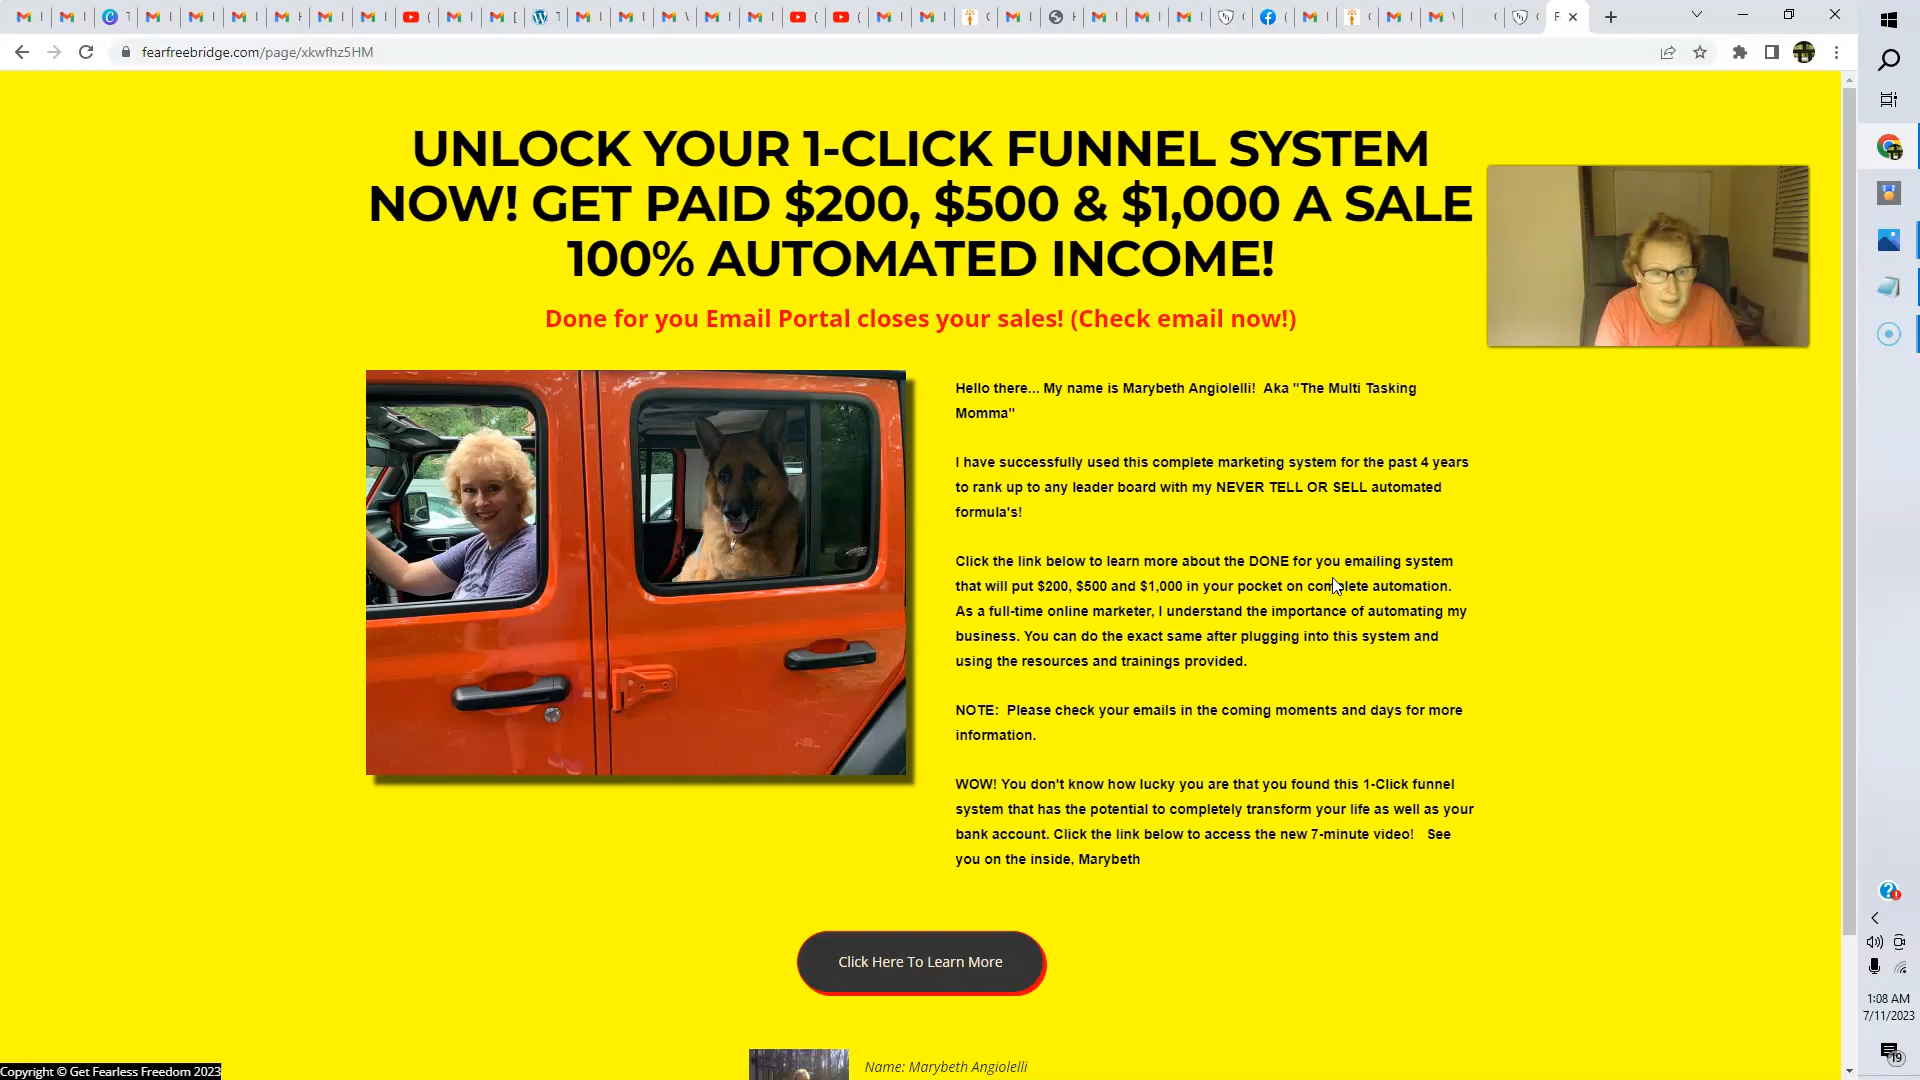 fearfreebridge.com/page/xkwfhz5HM
UNLOCK YOUR 1-CLICK FUNNEL SYSTEM
NOW! GET PAID $200, $500 & $1,000 A SALE
100% AUTOMATED INCOME!
Done for you Email Portal closes your sales! (Check email now!)
Hello there... My name is Marybeth Angiolelli!  Aka "The Multi Tasking
Momma"
I have successfully used this complete marketing system for the past 4 years
to rank up to any leader board with my NEVER TELL OR SELL automated
formula's!
Click the link below to learn more about the DONE for you emailing system
that will put $200, $500 and $1,000 in your pocket on complete automation.
As a full-time online marketer, I understand the importance of automating my
business. You can do the exact same after plugging into this system and
using the resources and trainings provided.
NOTE:  Please check your emails in the coming moments and days for more
information.
WOW! You don't know how lucky you are that you found this 1-Click funnel
system that has the potential to completely transform your life as well as your
bank account. Click the link below to access the new 7-minute video!   See
you on the inside, Marybeth
Click Here To Learn More
Name: Marybeth Angiolelli
Copyright © Get Fearless Freedom 2023
1:08 AM
7/11/2023
19